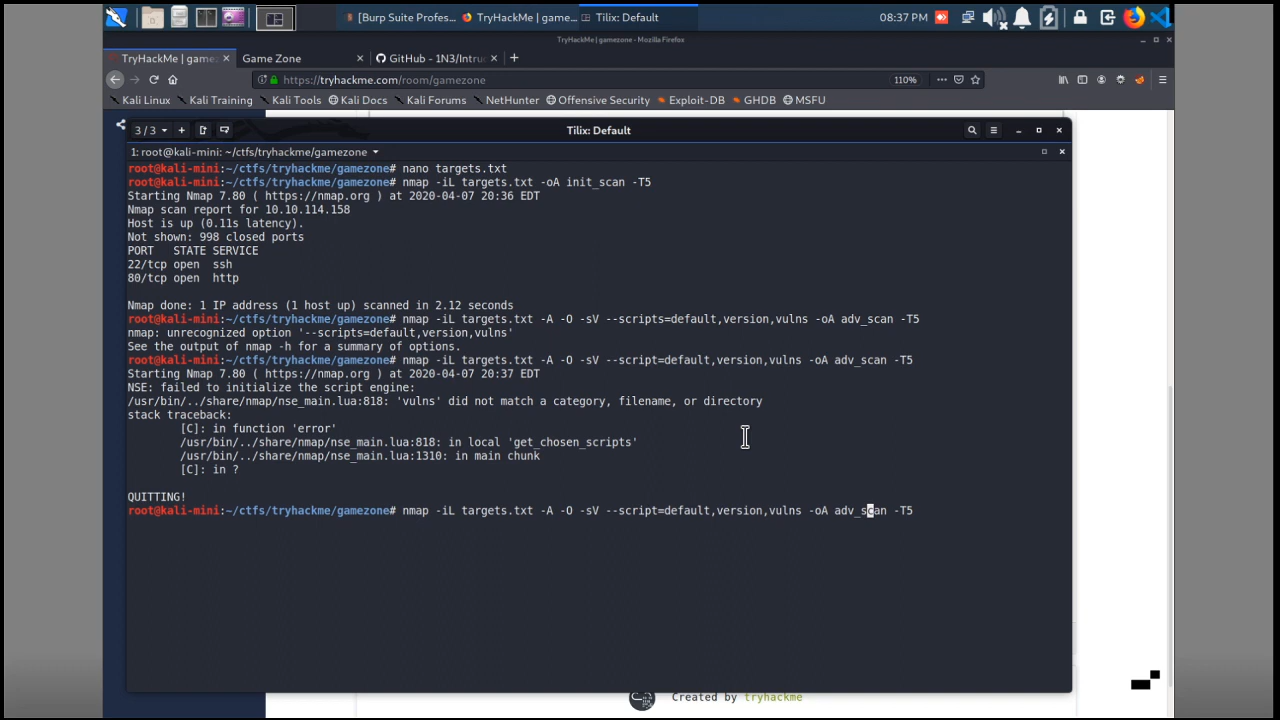 [Burp Suite Profes... TryHackMe | game... Tilix: Default 08:37 PM
TryHackMe | gamezone - Mozilla Firefox
TryHackMe | game Game Zone GitHub - 1N3/Intru
https://tryhackme.com/room/gamezone 110%
Kali Linux Kali Training Kali Tools Kali Docs Kali Forums NetHunter Offensive Security Exploit-DB GHDB MSFU
3 / 3 Tilix: Default
1: root@kali-mini: ~/ctfs/tryhackme/gamezone
root@kali-mini:~/ctfs/tryhackme/gamezone# nano targets.txt
root@kali-mini:~/ctfs/tryhackme/gamezone# nmap -iL targets.txt -oA init_scan -T5
Starting Nmap 7.80 ( https://nmap.org ) at 2020-04-07 20:36 EDT
Nmap scan report for 10.10.114.158
Host is up (0.11s latency).
Not shown: 998 closed ports
PORT STATE SERVICE
22/tcp open ssh
80/tcp open http
Nmap done: 1 IP address (1 host up) scanned in 2.12 seconds
root@kali-mini:~/ctfs/tryhackme/gamezone# nmap -iL targets.txt -A -O -sV --scripts=default,version,vulns -oA adv_scan -T5
nmap: unrecognized option '--scripts=default,version,vulns'
See the output of nmap -h for a summary of options.
root@kali-mini:~/ctfs/tryhackme/gamezone# nmap -iL targets.txt -A -O -sV --script=default,version,vulns -oA adv_scan -T5
Starting Nmap 7.80 ( https://nmap.org ) at 2020-04-07 20:37 EDT
NSE: failed to initialize the script engine:
/usr/bin/../share/nmap/nse_main.lua:818: 'vulns' did not match a category, filename, or directory
stack traceback:
[C]: in function 'error'
/usr/bin/../share/nmap/nse_main.lua:818: in local 'get_chosen_scripts'
/usr/bin/../share/nmap/nse_main.lua:1310: in main chunk
[C]: in ?
QUITTING!
root@kali-mini:~/ctfs/tryhackme/gamezone# nmap -iL targets.txt -A -O -sV --script=default,version,vulns -oA adv_scan -T5
Created by tryhackme